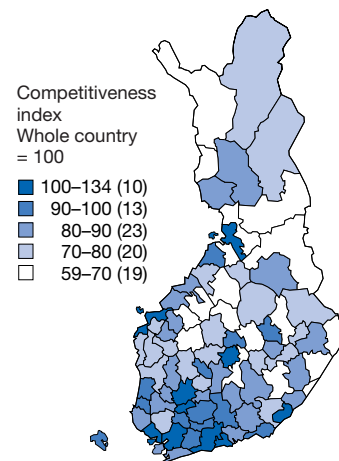 Competitiveness
index
Whole country
= 100
100–134 (10)
90–100 (13)
80–90 (23)
70–80 (20)
59–70 (19)